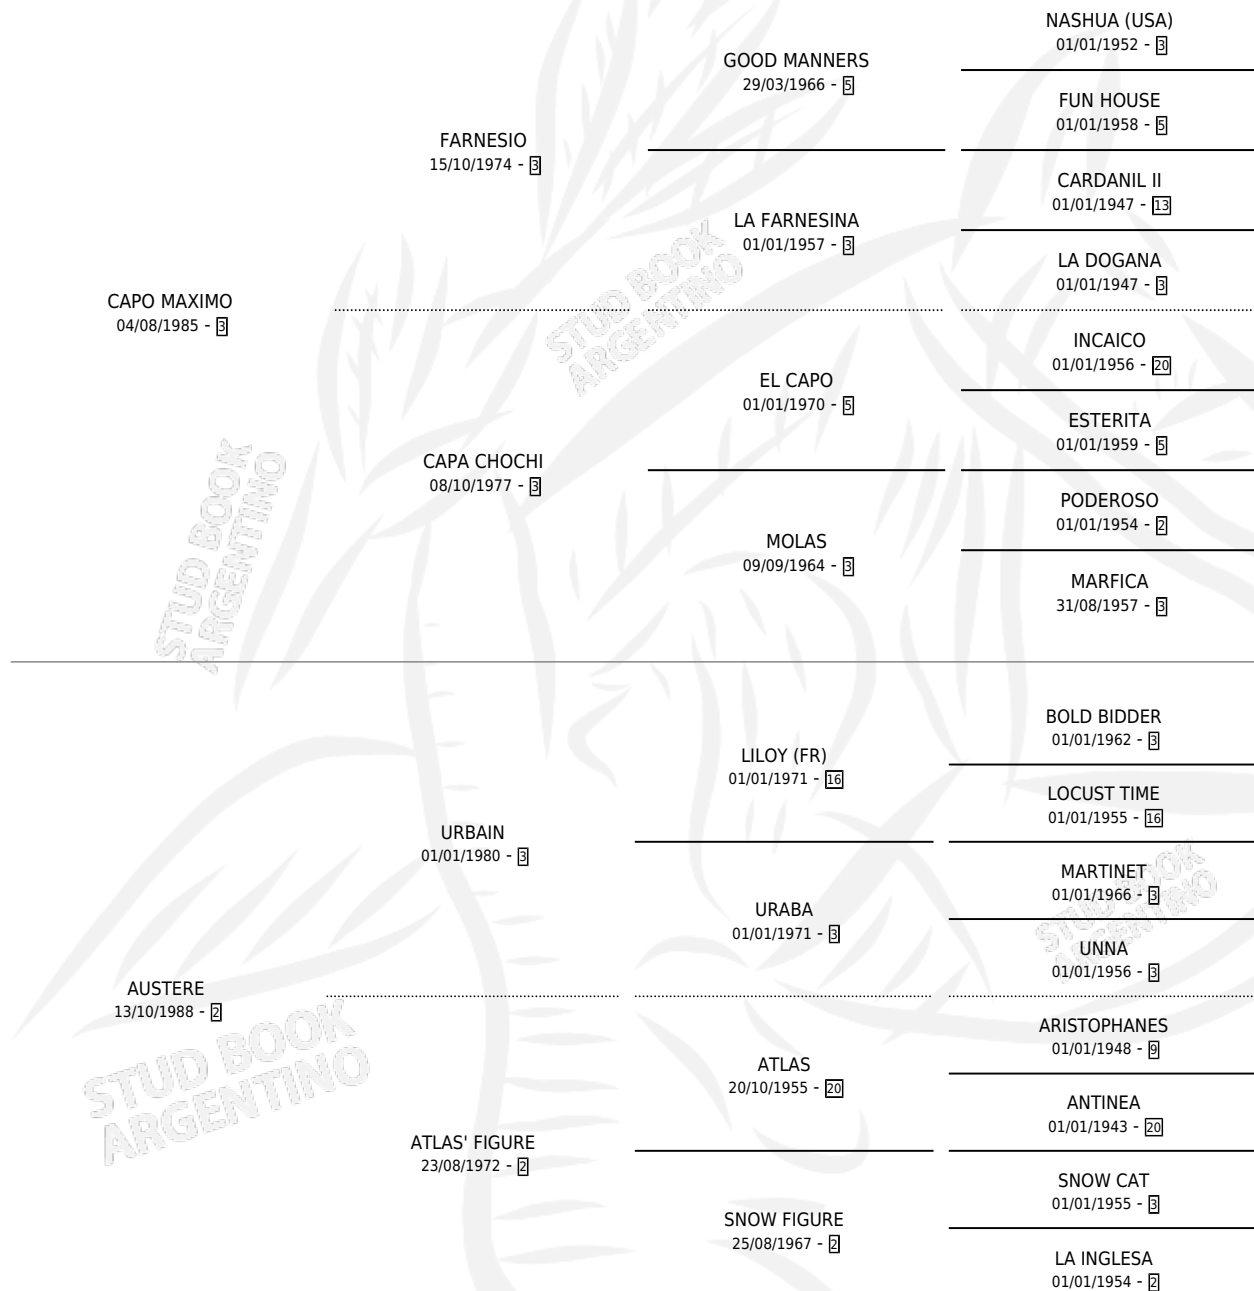 NASHUA (USA)
01/01/1952 - 3
GOOD MANNERS
29/03/1966 - 5
FUN HOUSE
01/01/1958 - 5
FARNESIO
15/10/1974 - 3
CARDANIL II
01/01/1947 - 13
LA FARNESINA
01/01/1957 - 3
LA DOGANA
01/01/1947 - 3
CAPO MAXIMO
04/08/1985 - 3
INCAICO
01/01/1956 - 20
EL CAPO
01/01/1970 - 5
ESTERITA
01/01/1959 - 5
CAPA CHOCHI
08/10/1977 - 3
PODEROSO
01/01/1954 - 2
MOLAS
09/09/1964 - 3
MARFICA
31/08/1957 - 3
BOLD BIDDER
01/01/1962 - 3
LILOY (FR)
01/01/1971 - 16
LOCUST TIME
01/01/1955 - 16
URBAIN
01/01/1980 - 3
MARTINET
01/01/1966 - 3
URABA
01/01/1971 - 3
UNNA
01/01/1956 - 3
AUSTERE
13/10/1988 - 2
ARISTOPHANES
01/01/1948 - 9
ATLAS
20/10/1955 - 20
ANTINEA
01/01/1943 - 20
ATLAS' FIGURE
23/08/1972 - 2
SNOW CAT
01/01/1955 - 3
SNOW FIGURE
25/08/1967 - 2
LA INGLESA
01/01/1954 - 2
STUD BOOK
ARGENTINO
STUD BOOK
ARGENTINO
STUD BOOK
ARGENTINO
STUD BOOK
ARGENTINO